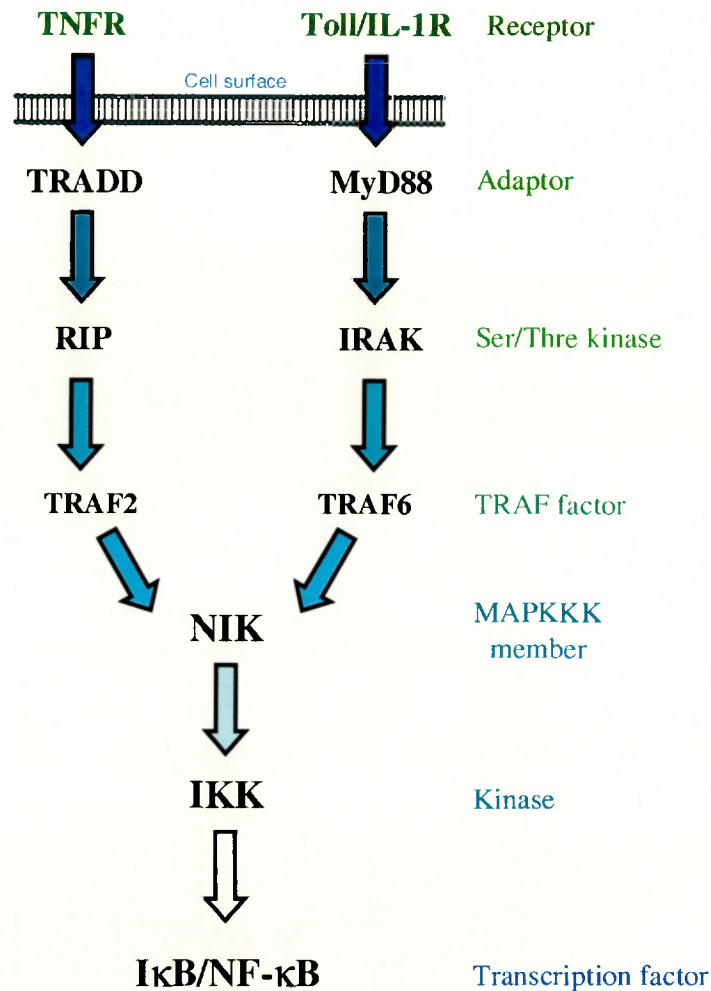 TNFR Toll/IL-1R Receptor
Cell surface
TRADD MyD88 Adaptor
RIP IRAK Ser/Thre kinase
TRAF2 TRAF6 TRAF factor
NIK MAPKKK
member
IKK Kinase
IκB/NF-κB Transcription factor